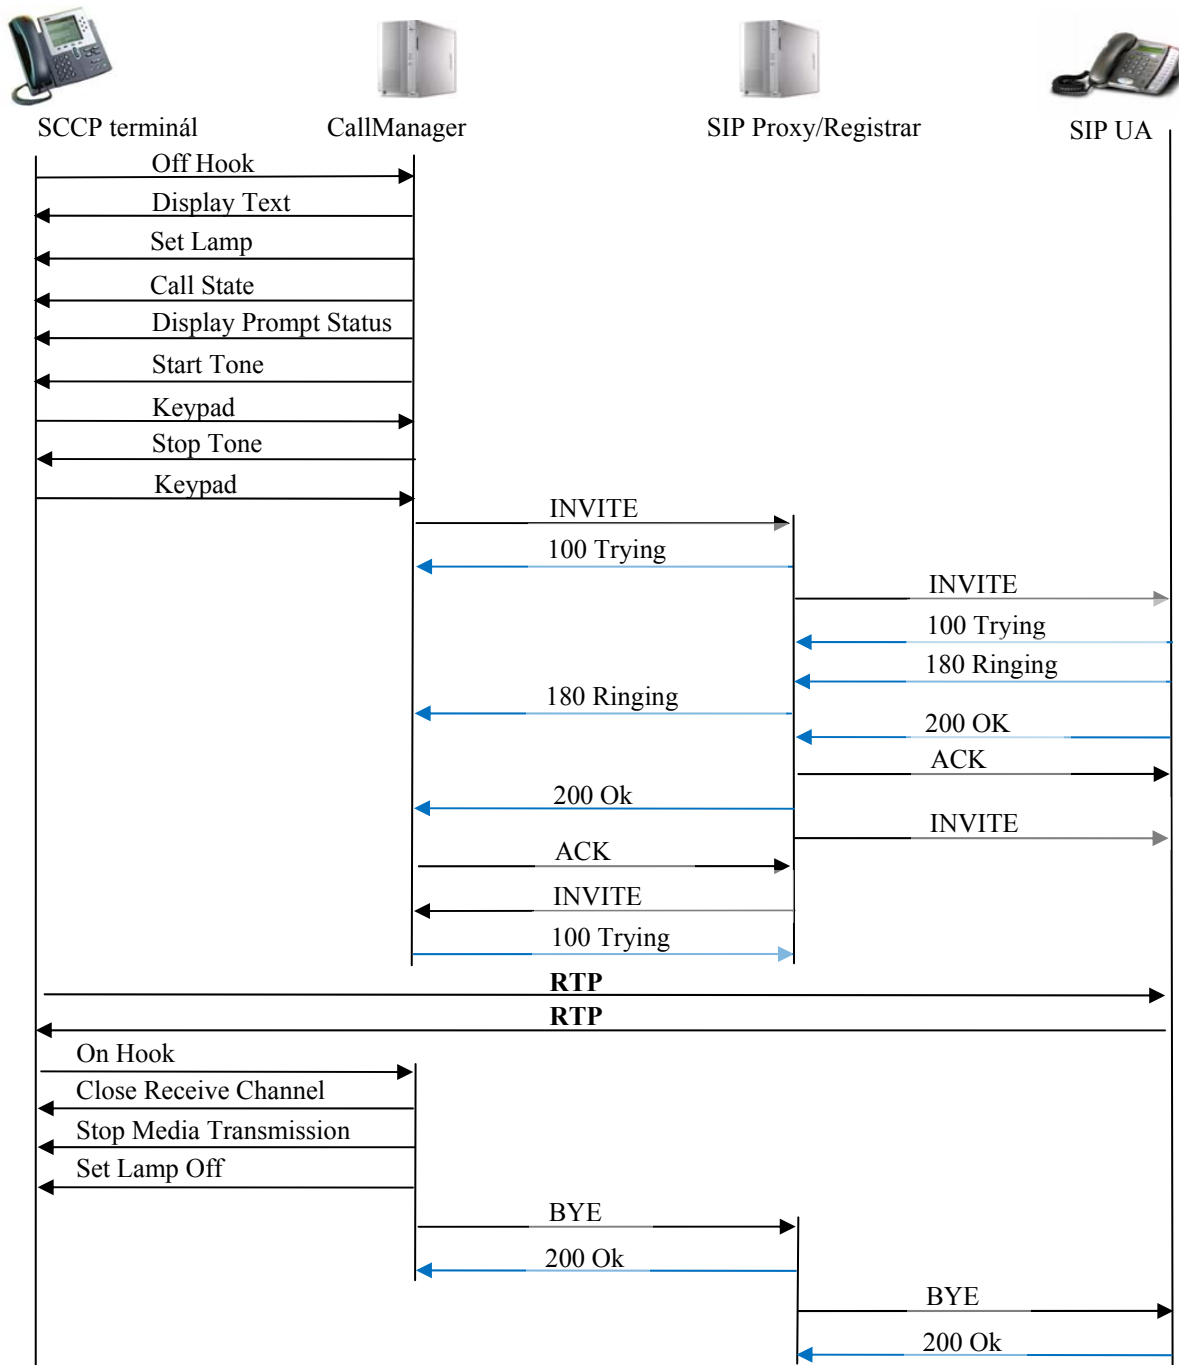 SCCP terminál
CallManager
SIP Proxy/Registrar
SIP UA
Off Hook
Display Text
Set Lamp
Call State
Display Prompt Status
Start Tone
Keypad
Stop Tone
Keypad
INVITE
100 Trying
INVITE
100 Trying
180 Ringing
180 Ringing
200 OK
ACK
200 Ok
INVITE
ACK
INVITE
100 Trying
RTP
RTP
On Hook
Close Receive Channel
Stop Media Transmission
Set Lamp Off
BYE
200 Ok
BYE
200 Ok